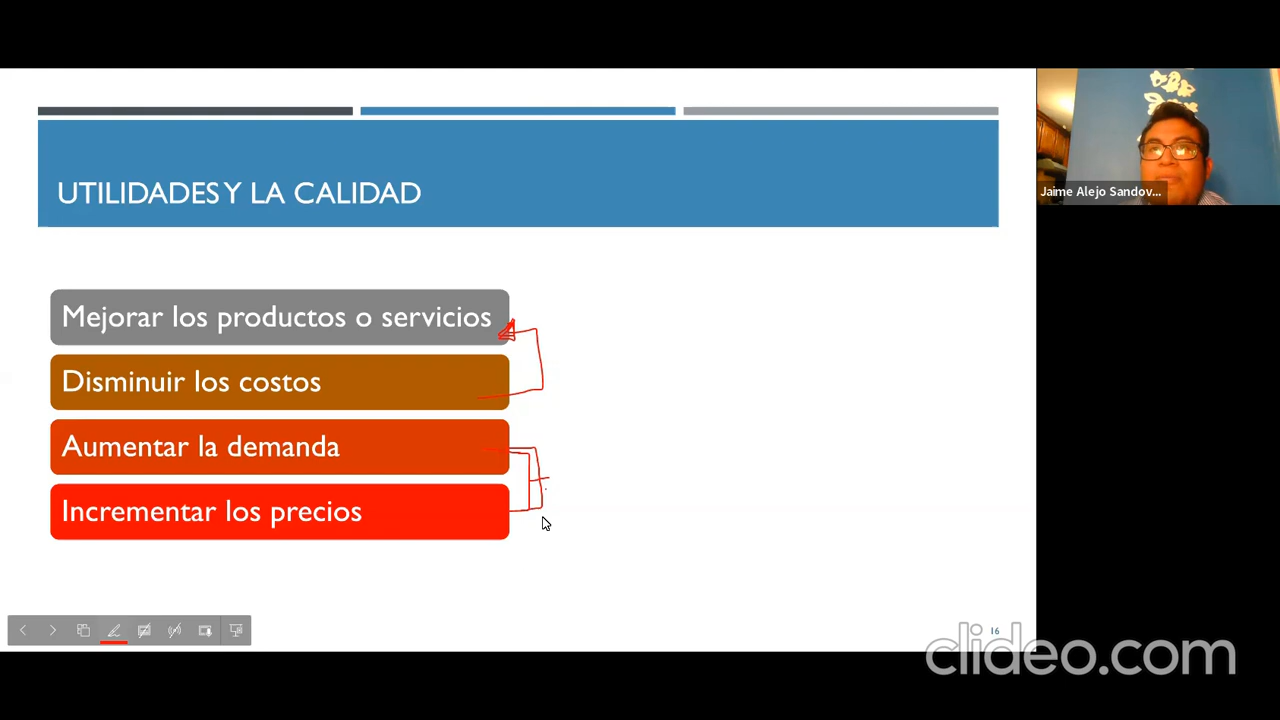 UTILIDADES Y LA CALIDAD
Jaime Alejo Sandov...
Mejorar los productos o servicios
Disminuir los costos
Aumentar la demanda
Incrementar los precios
16
clideo.com